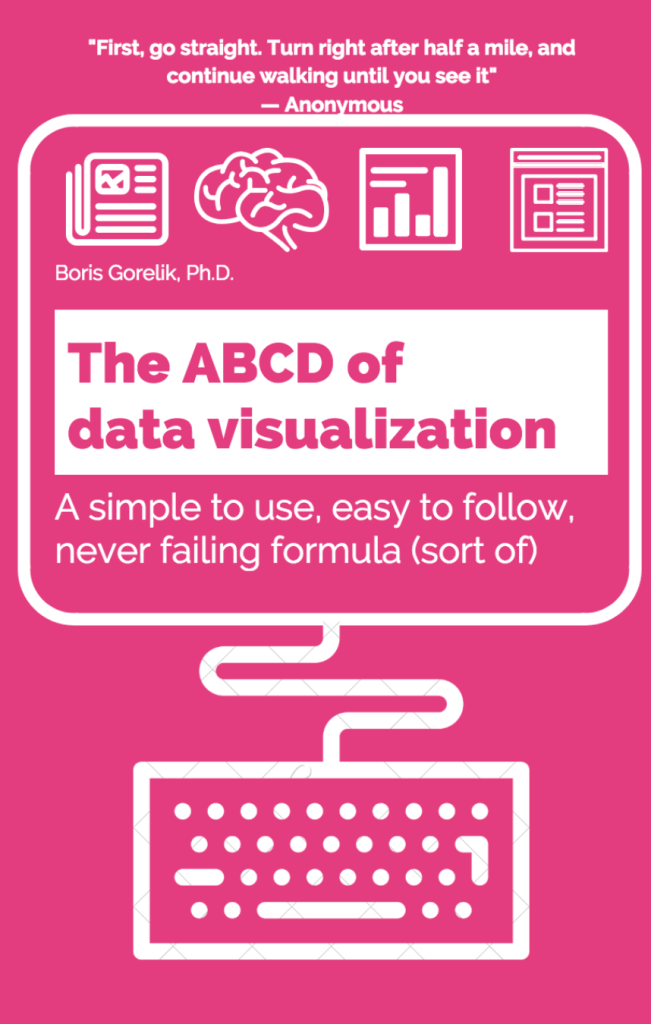 "First, go straight. Turn right after half a mile, and
continue walking until you see it"
— Anonymous
Boris Gorelik, Ph.D.
The ABCD of
data visualization
A simple to use, easy to follow,
never failing formula (sort of)